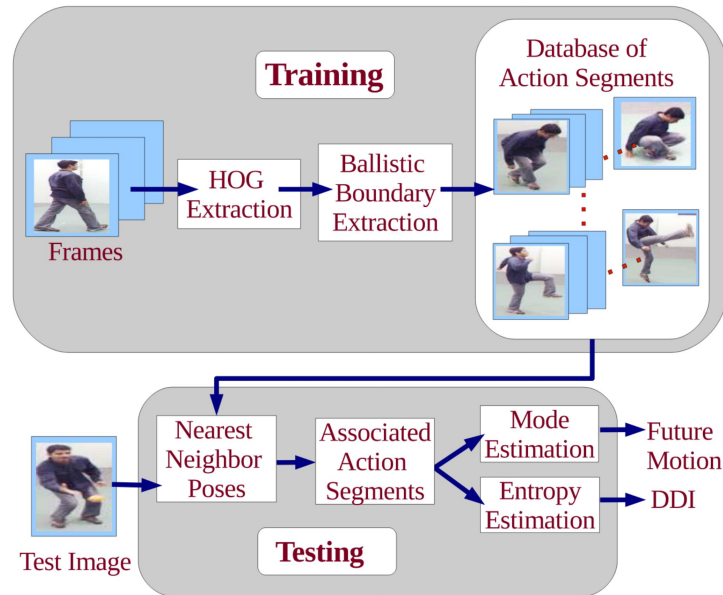 Training
Database of
Action Segments
Frames
HOG
Extraction
Ballistic
Boundary
Extraction
Nearest
Neighbor
Poses
Associated
Action
Segments
Mode
Estimation
Entropy
Estimation
Future
Motion
DDI
Test Image
Testing